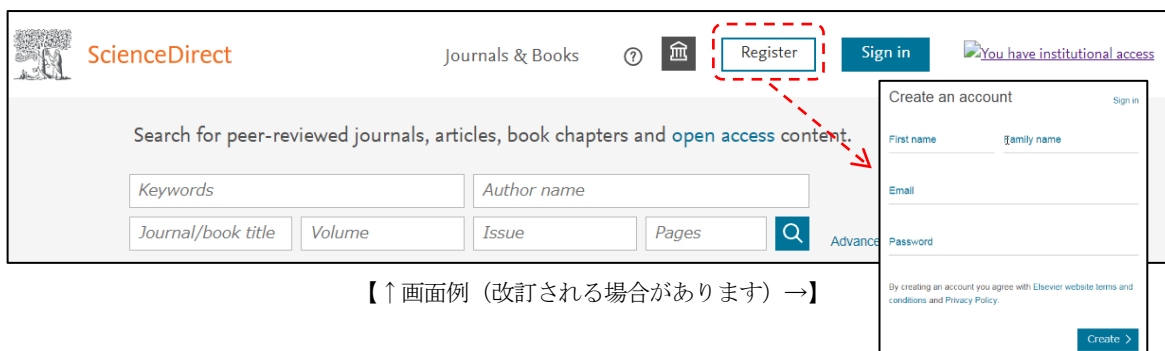 ScienceDirect
Journals & Books
?
Register
Sign in
You have institutional access
Search for peer-reviewed journals, articles, book chapters and open access content.
Keywords
Author name
Journal/book title
Volume
Issue
Pages
Advance
Create an account
Sign in
First name
Family name
Email
Password
By creating an account you agree with Elsevier website terms and
conditions and Privacy Policy.
Create >
【↑画面例（改訂される場合があります）→】